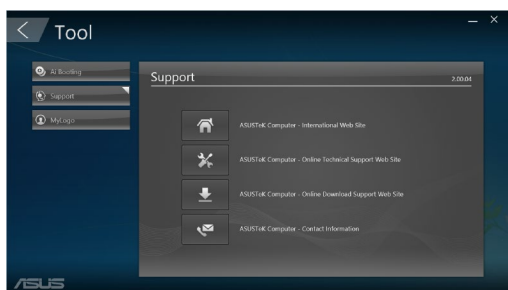 Tool
AI Booting
Support
MyLogo
Support
2.00.04
ASUSTeK Computer - International Web Site
ASUSTeK Computer - Online Technical Support Web Site
ASUSTeK Computer - Online Download Support Web Site
ASUSTeK Computer - Contact Information
ASUS